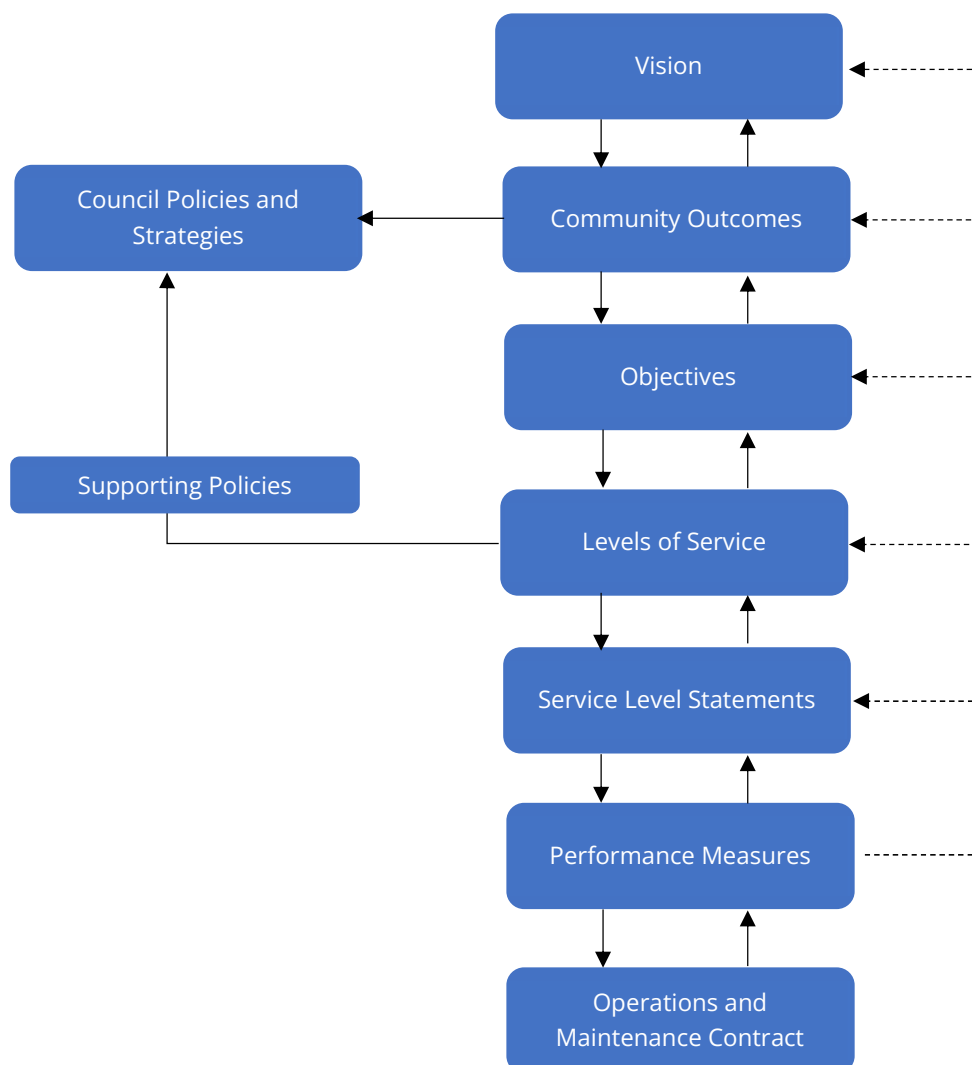 Vision
Council Policies and
Strategies
Community Outcomes
Objectives
Supporting Policies
Levels of Service
Service Level Statements
Performance Measures
Operations and
Maintenance Contract